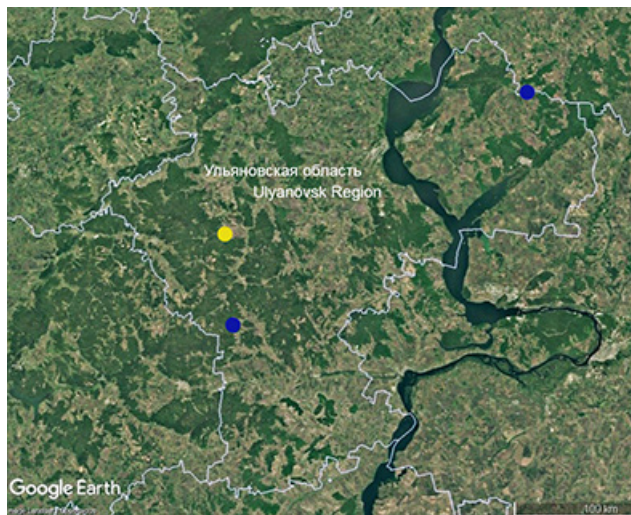 Ульяновская область
Ulyanovsk Region
Google Earth
100 km